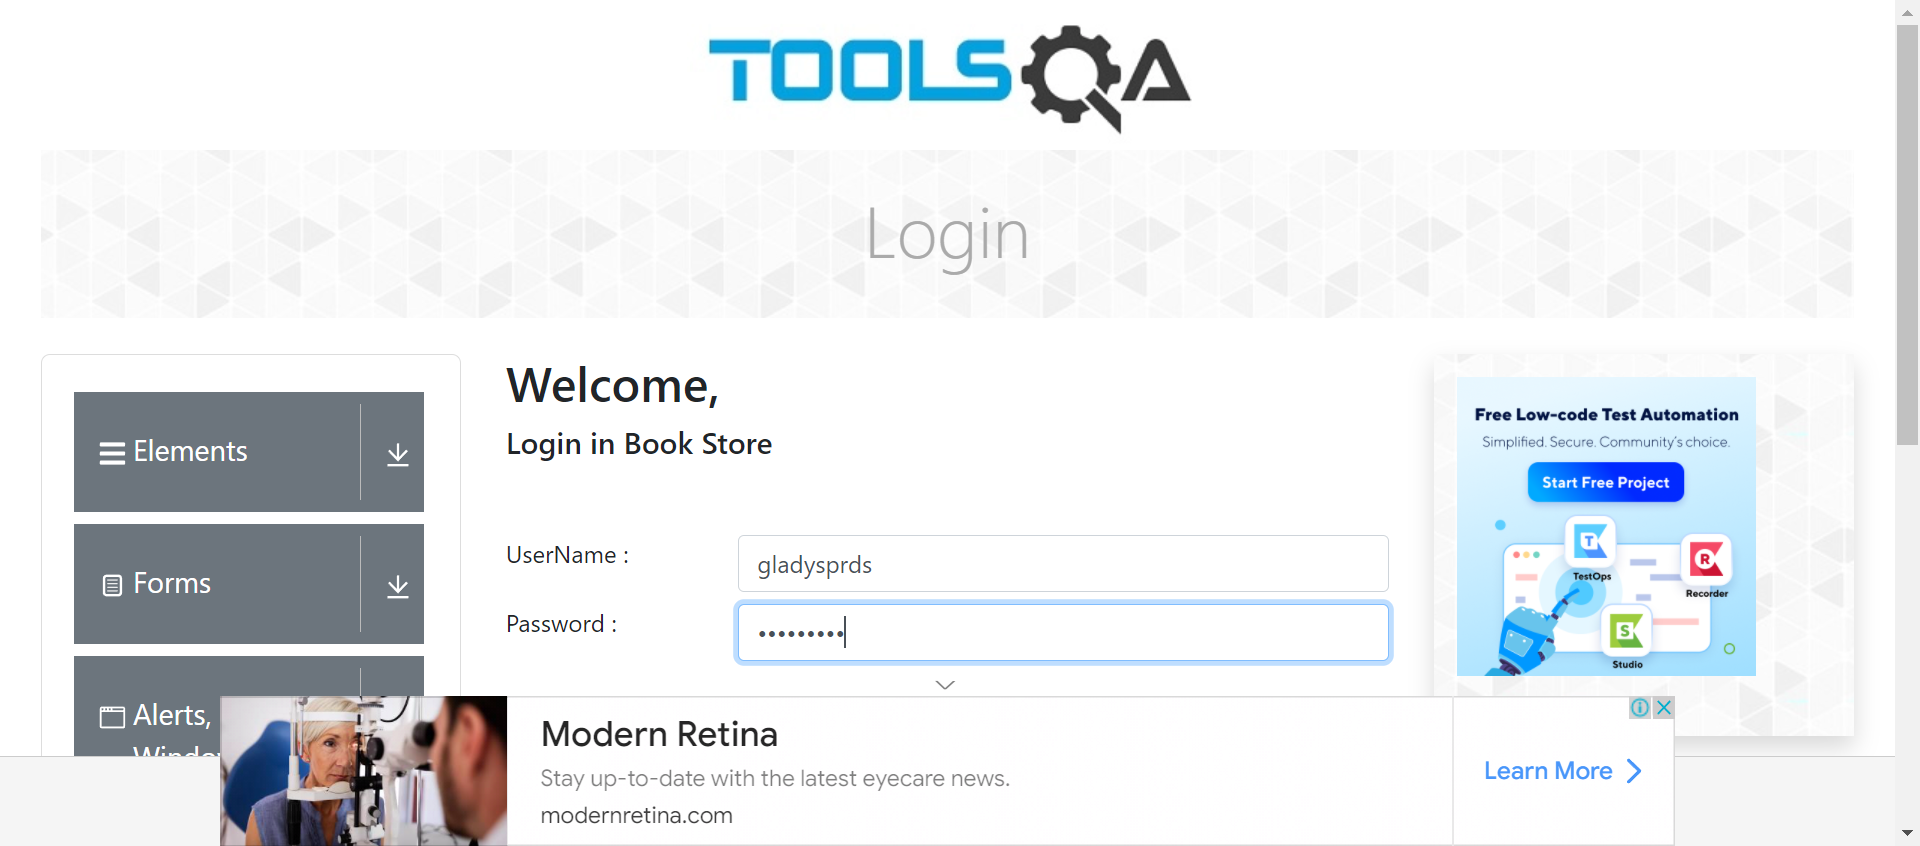 TOOLSQA
Login
Elements
Forms
Alerts,
Welcome,
Login in Book Store
UserName :
gladysprds
Password :
•••••••••
Free Low-code Test Automation
Simplified. Secure. Community's choice.
Start Free Project
T
TestOps
R
Recorder
S
Studio
Modern Retina
Stay up-to-date with the latest eyecare news.
modernretina.com
Learn More